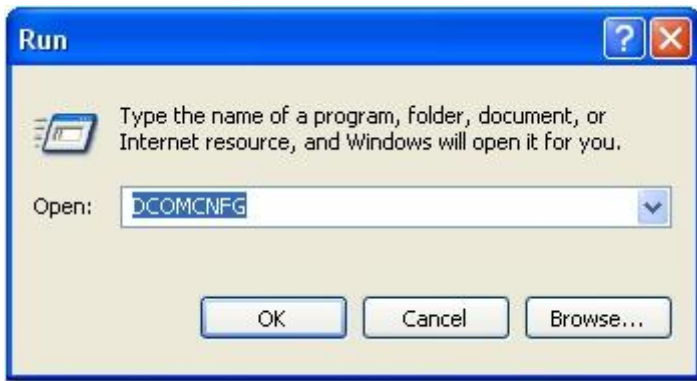 Run
Type the name of a program, folder, document, or
Internet resource, and Windows will open it for you.
Open: DCOMCNFG
OK Cancel Browse...